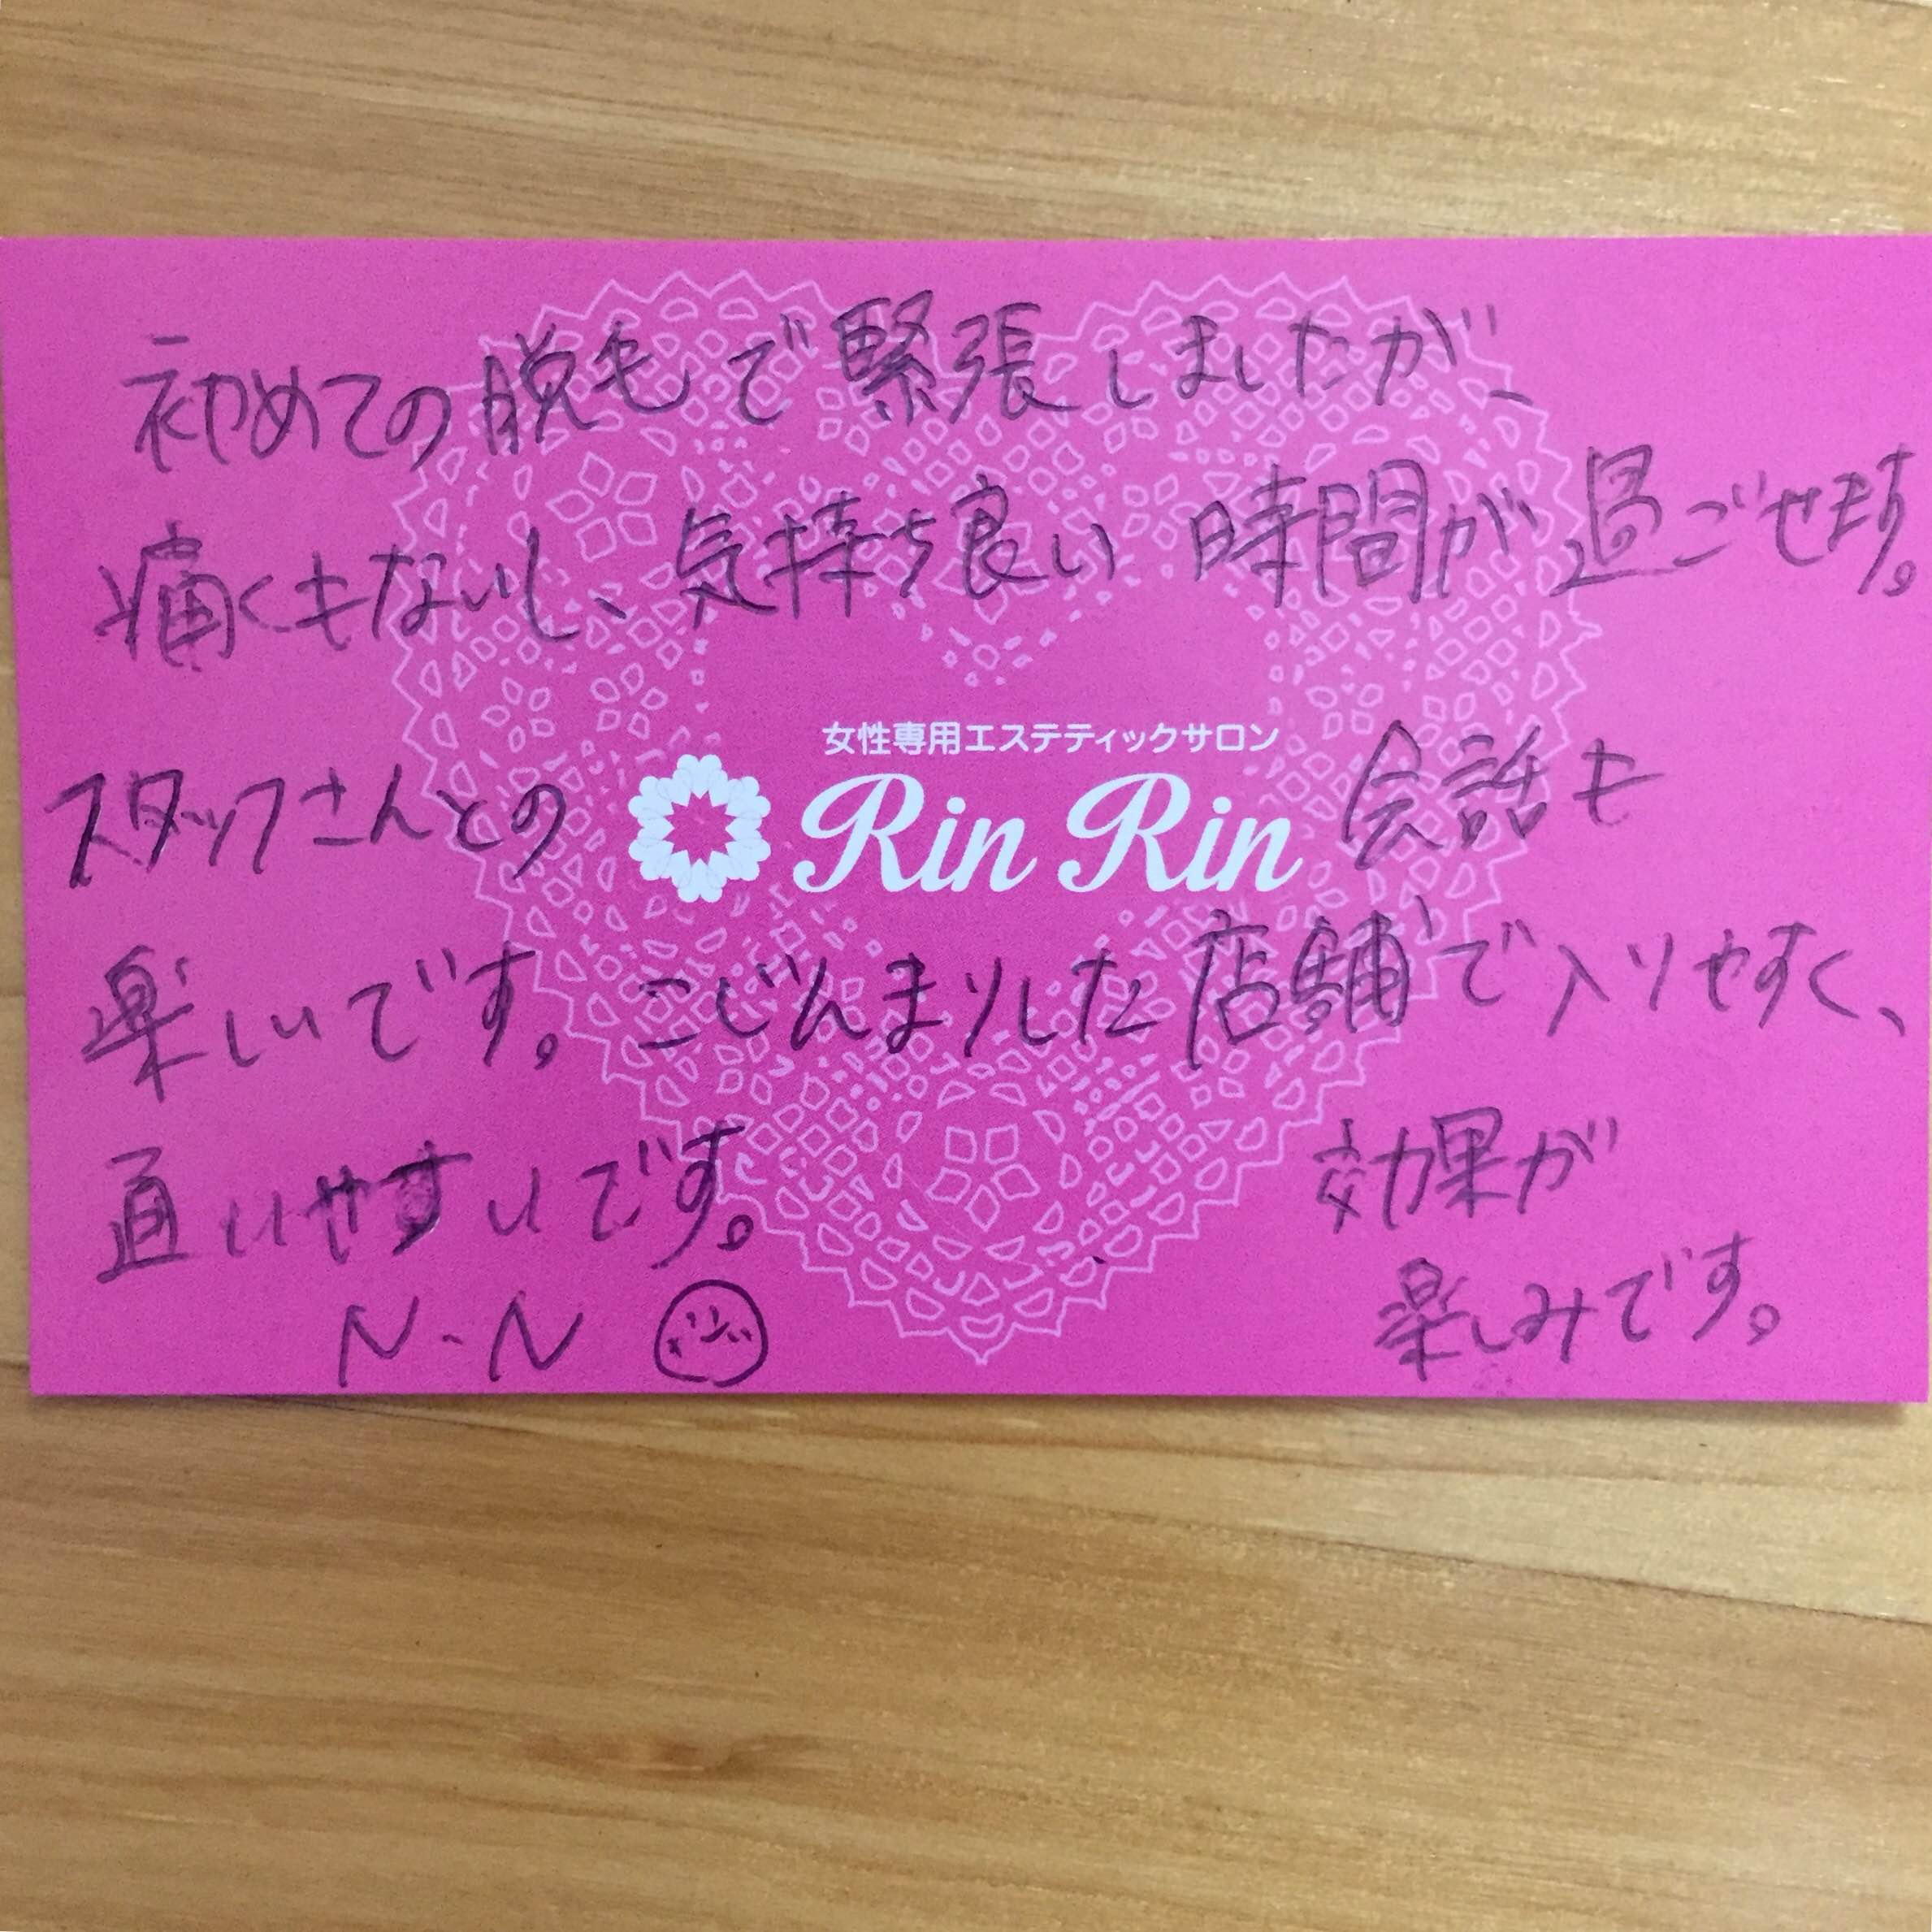 初めての脱毛で緊張しましたが、
痛くもないし、気持ち良い時間が過ごせます。
女性専用エステティックサロン
スタッフさんとの Rin Rin 会話も
楽しいです。こじんまりした店舗で入りやすく、
通いやすいです。
効果が
楽しみです。
N.N